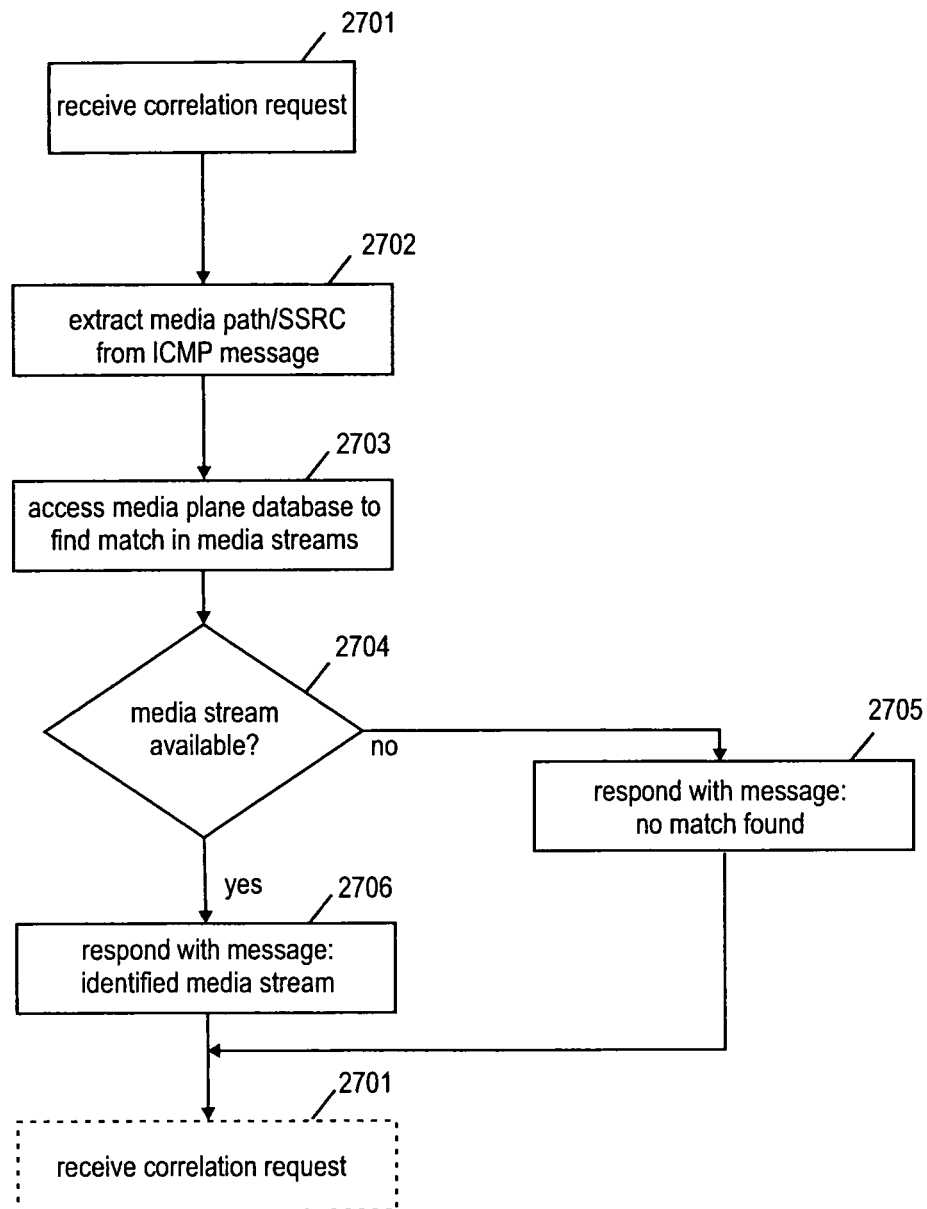 2701
receive correlation request
2702
extract media path/SSRC
from ICMP message
2703
access media plane database to
find match in media streams
2704
media stream
available?
no
2705
respond with message:
no match found
yes
2706
respond with message:
identified media stream
2701
receive correlation request